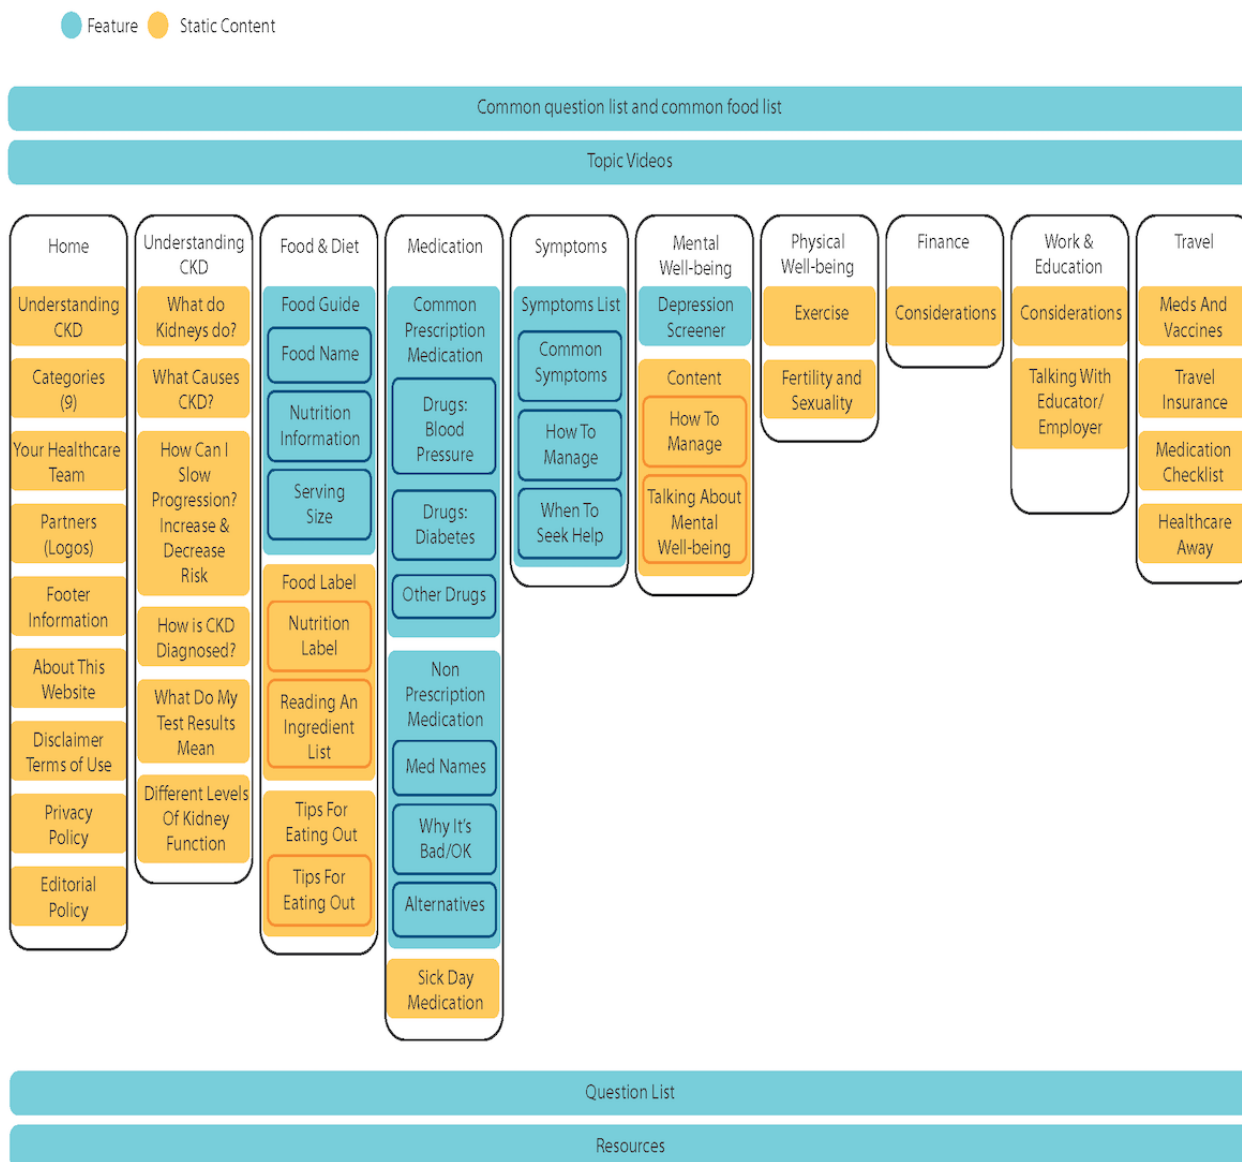 Feature
Static Content
Common question list and common food list
Topic Videos
Home
Understanding
CKD
Categories
(9)
Your Healthcare
Team
Partners
(Logos)
Footer
Information
About This
Website
Disclaimer
Terms of Use
Privacy
Policy
Editorial
Policy
Understanding
CKD
What do
Kidneys do?
What Causes
CKD?
How Can I
Slow
Progression?
Increase &
Decrease
Risk
How is CKD
Diagnosed?
What Do My
Test Results
Mean
Different Levels
Of Kidney
Function
Food & Diet
Food Guide
Food Name
Nutrition
Information
Serving
Size
Food Label
Nutrition
Label
Reading An
Ingredient
List
Tips For
Eating Out
Tips For
Eating Out
Medication
Common
Prescription
Medication
Drugs:
Blood
Pressure
Drugs:
Diabetes
Other Drugs
Non
Prescription
Medication
Med Names
Why It's
Bad/OK
Alternatives
Sick Day
Medication
Symptoms
Symptoms List
Common
Symptoms
How To
Manage
When To
Seek Help
Mental
Well-being
Depression
Screener
Content
How To
Manage
Talking About
Mental
Well-being
Physical
Well-being
Exercise
Fertility and
Sexuality
Finance
Considerations
Work &
Education
Considerations
Talking With
Educator/
Employer
Travel
Meds And
Vaccines
Travel
Insurance
Medication
Checklist
Healthcare
Away
Question List
Resources